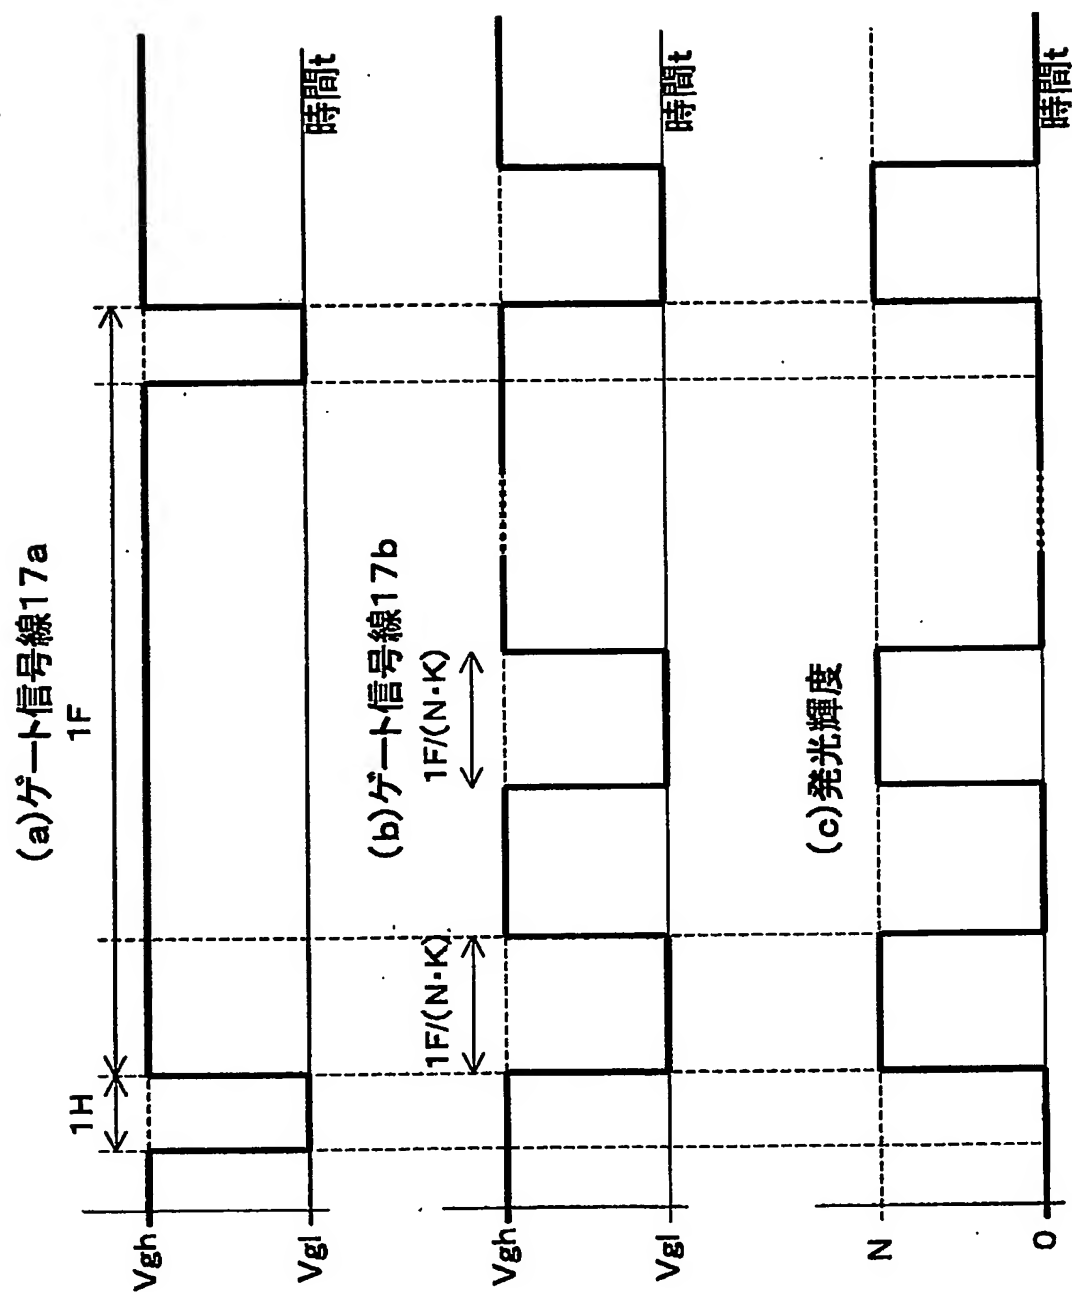 (a)ゲート信号線17a
1F
1H
Vgh
Vgl
時間t
(b)ゲート信号線17b
1F/(N・K)
1F/(N・K)
Vgh
Vgl
時間t
(c)発光輝度
N
0
時間t